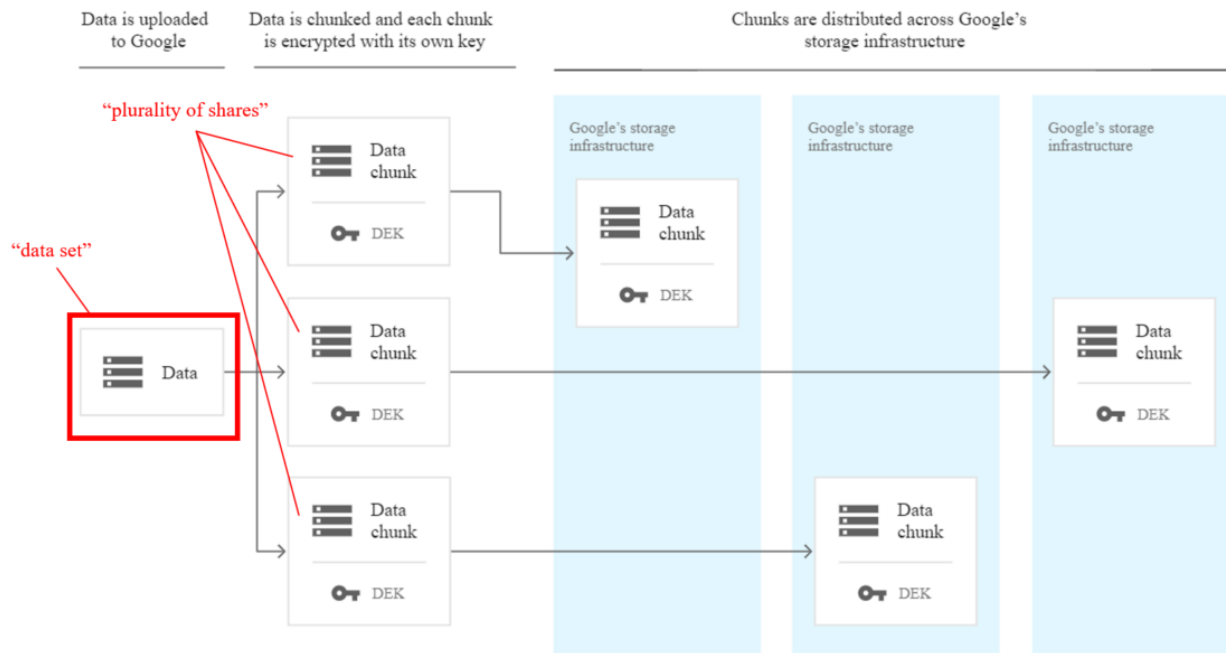 Data is uploaded
to Google
Data is chunked and each chunk
is encrypted with its own key
Chunks are distributed across Google’s
storage infrastructure
“plurality of shares”
“data set”
Data
Data
chunk
DEK
Data
chunk
DEK
Data
chunk
DEK
Google’s storage
infrastructure
Data
chunk
DEK
Google’s storage
infrastructure
Data
chunk
DEK
Google’s storage
infrastructure
Data
chunk
DEK